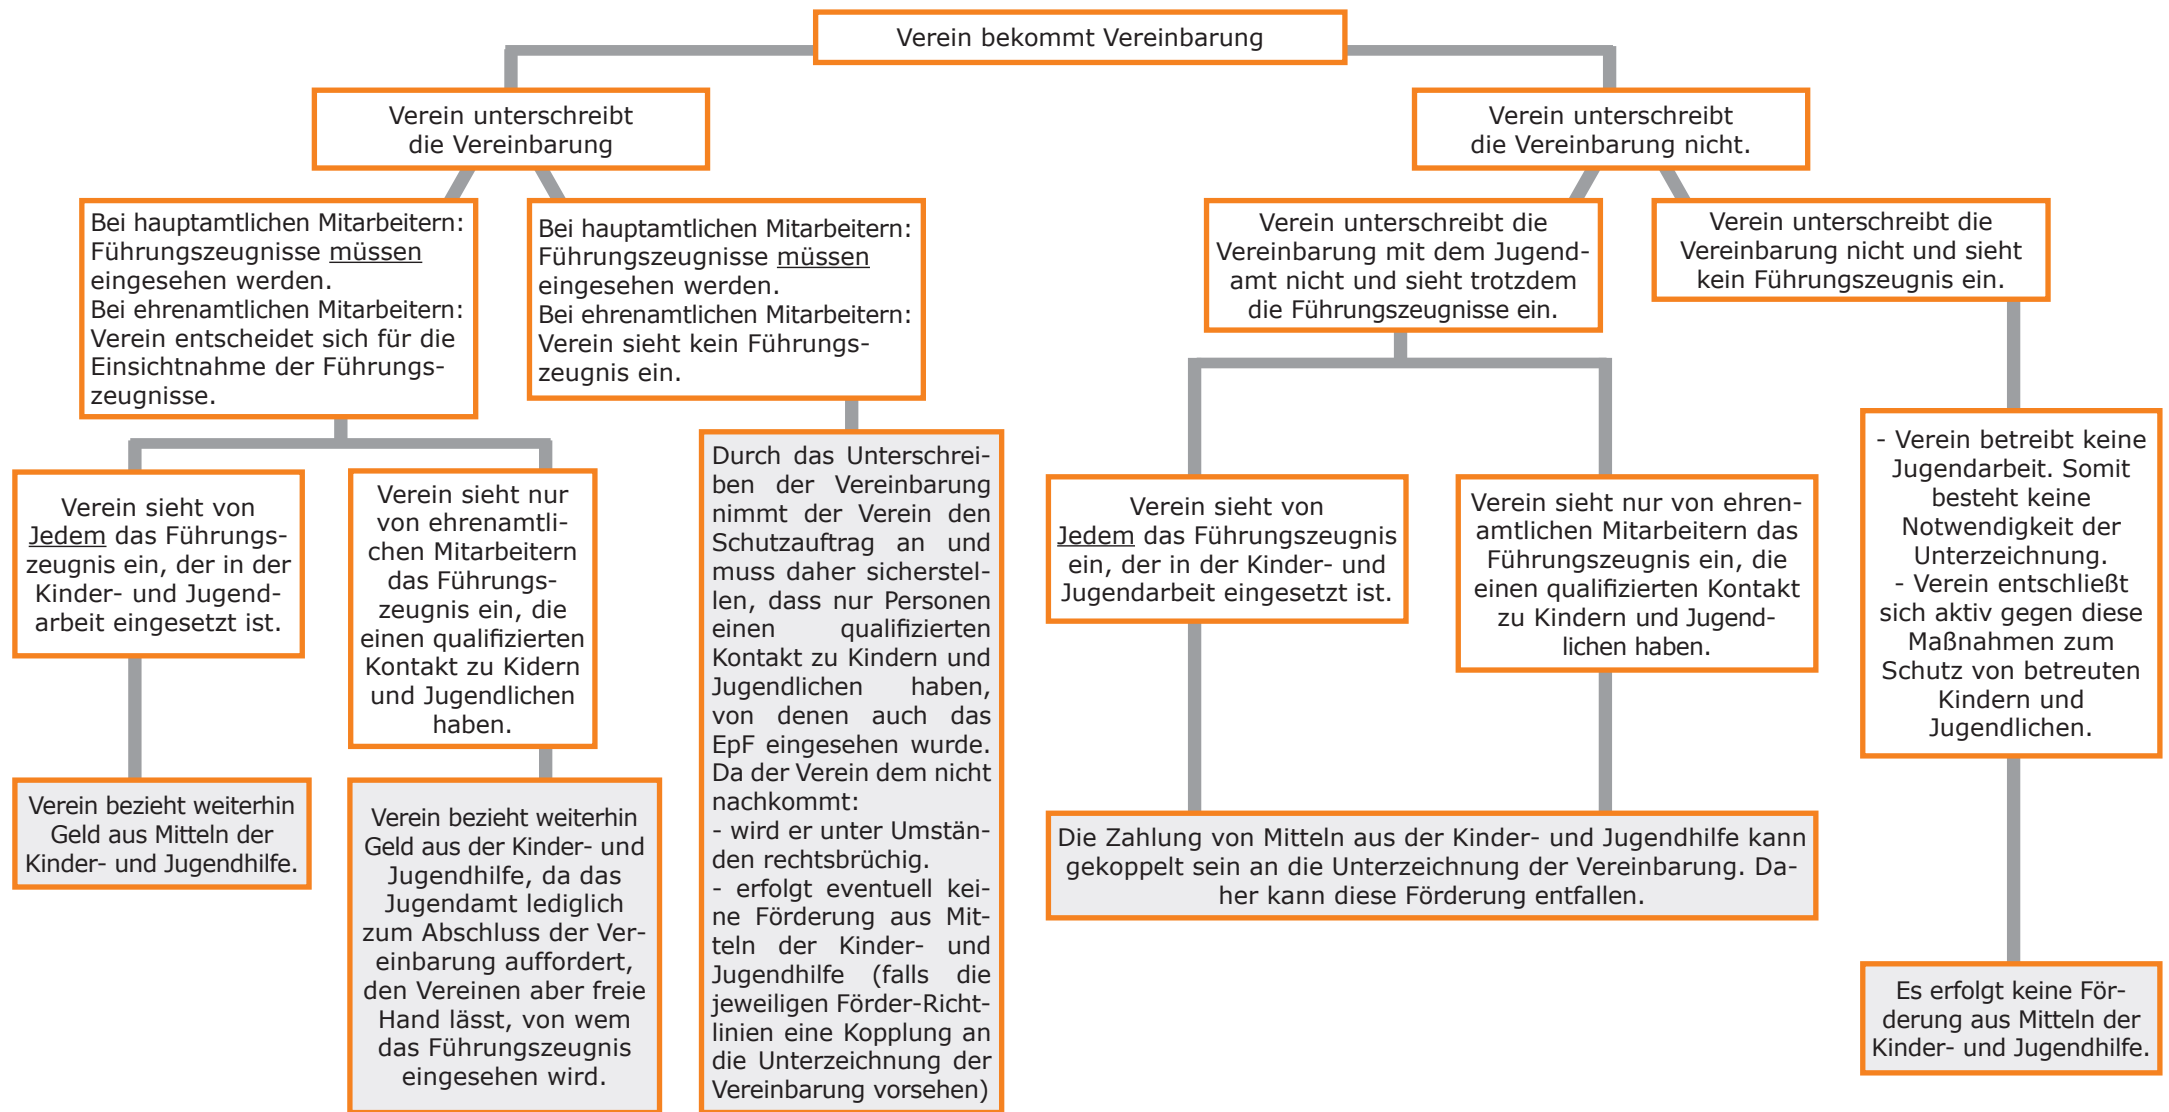 Verein bekommt Vereinbarung
Verein unterschreibt
die Vereinbarung
Verein unterschreibt
die Vereinbarung nicht.
Bei hauptamtlichen Mitarbeitern:
Führungszeugnisse müssen
eingesehen werden.
Bei ehrenamtlichen Mitarbeitern:
Verein entscheidet sich für die
Einsichtnahme der Führungs-
zeugnisse.
Bei hauptamtlichen Mitarbeitern:
Führungszeugnisse müssen
eingesehen werden.
Bei ehrenamtlichen Mitarbeitern:
Verein sieht kein Führungs-
zeugnis ein.
Verein unterschreibt die
Vereinbarung mit dem Jugend-
amt nicht und sieht trotzdem
die Führungszeugnisse ein.
Verein unterschreibt die
Vereinbarung nicht und sieht
kein Führungszeugnis ein.
Verein sieht von
Jedem das Führungs-
zeugnis ein, der in der
Kinder- und Jugend-
arbeit eingesetzt ist.
Verein sieht nur
von ehrenamtli-
chen Mitarbeitern
das Führungs-
zeugnis ein, die
einen qualifizierten
Kontakt zu Kidern
und Jugendlichen
haben.
Durch das Unterschrei-
ben der Vereinbarung
nimmt der Verein den
Schutzauftrag an und
muss daher sicherstel-
len, dass nur Personen
einen qualifizierten
Kontakt zu Kindern und
Jugendlichen haben,
von denen auch das
EpF eingesehen wurde.
Da der Verein dem nicht
nachkommt:
- wird er unter Umstän-
den rechtsbrüchig.
- erfolgt eventuell kei-
ne Förderung aus Mit-
teln der Kinder- und
Jugendhilfe (falls die
jeweiligen Förder-Richt-
linien eine Kopplung an
die Unterzeichnung der
Vereinbarung vorsehen)
Verein sieht von
Jedem das Führungszeugnis
ein, der in der Kinder- und
Jugendarbeit eingesetzt ist.
Verein sieht nur von ehren-
amtlichen Mitarbeitern das
Führungszeugnis ein, die
einen qualifizierten Kontakt
zu Kindern und Jugend-
lichen haben.
- Verein betreibt keine
Jugendarbeit. Somit
besteht keine
Notwendigkeit der
Unterzeichnung.
- Verein entschließt
sich aktiv gegen diese
Maßnahmen zum
Schutz von betreuten
Kindern und
Jugendlichen.
Verein bezieht weiterhin
Geld aus Mitteln der
Kinder- und Jugendhilfe.
Verein bezieht weiterhin
Geld aus der Kinder- und
Jugendhilfe, da das
Jugendamt lediglich
zum Abschluss der Ver-
einbarung auffordert,
den Vereinen aber freie
Hand lässt, von wem
das Führungszeugnis
eingesehen wird.
Die Zahlung von Mitteln aus der Kinder- und Jugendhilfe kann
gekoppelt sein an die Unterzeichnung der Vereinbarung. Da-
her kann diese Förderung entfallen.
Es erfolgt keine För-
derung aus Mitteln der
Kinder- und Jugendhilfe.